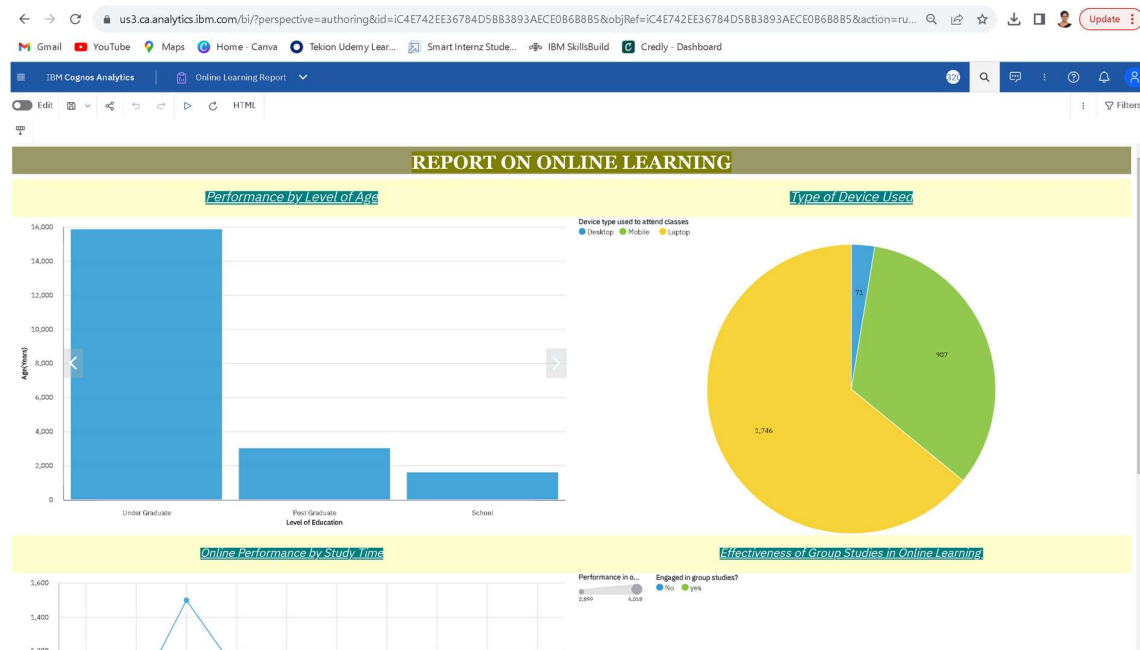 us3.ca.analytics.ibm.com/bi/?perspective=authoring&id=iC4E742EE36784D5BB3893AECE0B6B8B5&objRef=iC4E742EE36784D5BB3893AECE0B6B8B5&action=ru...
Update
Gmail YouTube Maps Home - Canva Tekion Udemy Lear... Smart Internz Stude... IBM SkillsBuild Credly - Dashboard
IBM Cognos Analytics Online Learning Report
Edit HTML Filters
REPORT ON ONLINE LEARNING
Performance by Level of Age
16,000
14,000
12,000
10,000
8,000
6,000
4,000
2,000
0
Age(Years)
Under Graduate Post Graduate School
Level of Education
Type of Device Used
Device type used to attend classes
Desktop Mobile Laptop
71
907
1,746
Online Performance by Study Time
1,600
1,400
Effectiveness of Group Studies in Online Learning
Performance in o... Engaged in group studies?
No yes
2,899 4,018